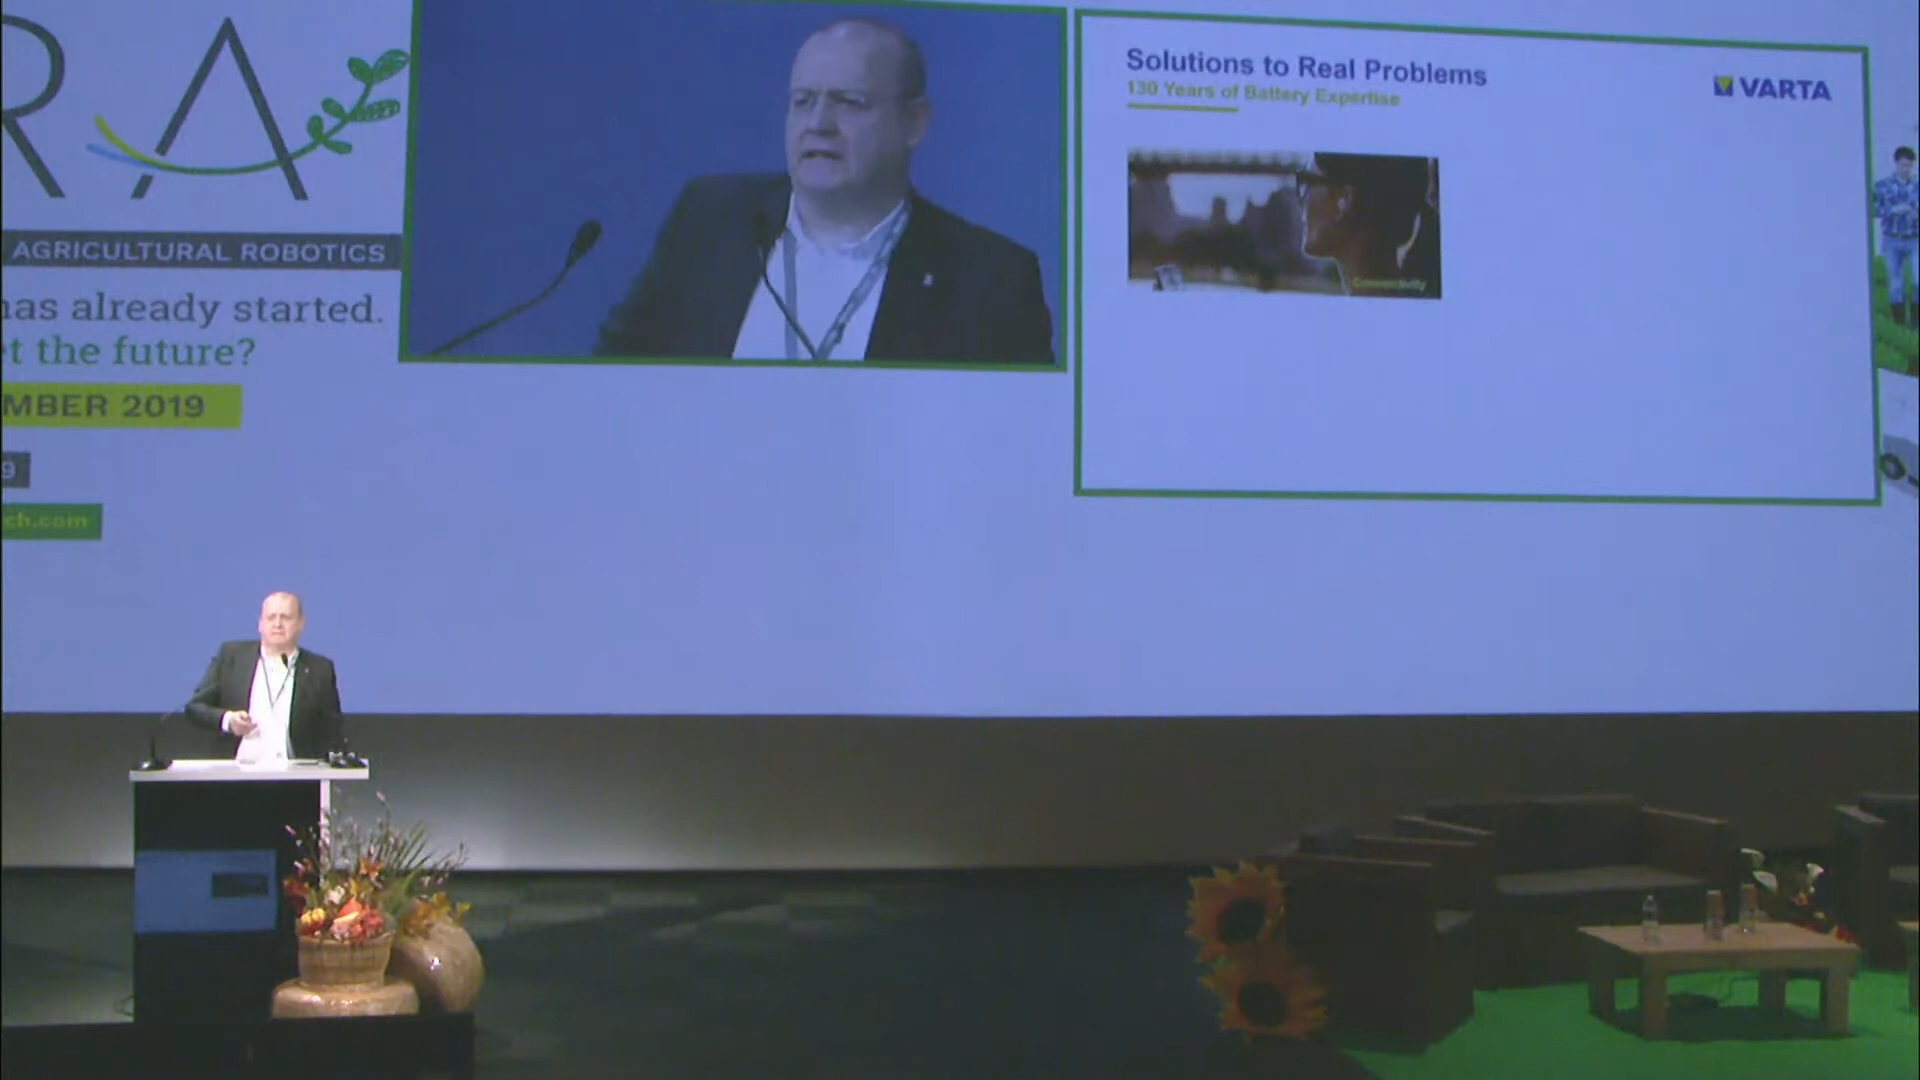 RA
AGRICULTURAL ROBOTICS
has already started.
t the future?
MBER 2019
9
ch.com
Solutions to Real Problems
130 Years of Battery Expertise
VARTA
Connectivity